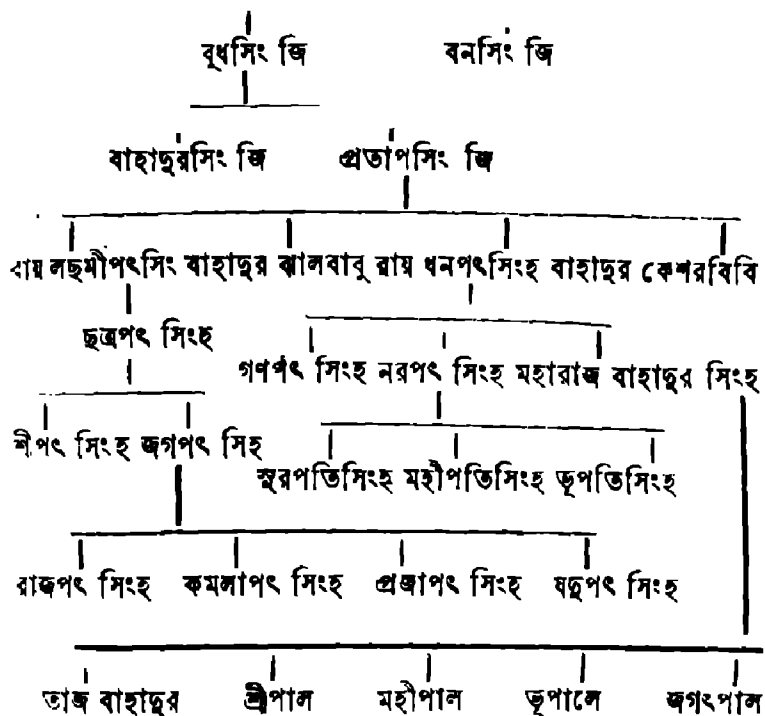 বুধসিং জি বনসিং জি
বাহাদুরসিং জি প্রতাপসিং জি
রায় লছমীপৎসিং বাহাদুর ঝালবাবু রায় ধনপৎসিংহ বাহাদুর কেশরবিবি
ছত্রপৎ সিংহ
গণপৎ সিংহ নরপৎ সিংহ মহারাজ বাহাদুর সিংহ
শ্রীপৎ সিংহ জগপৎ সিহ
সুরপতিসিংহ মহীপতিসিংহ ভূপতিসিংহ
রাজপৎ সিংহ কমলাপৎ সিংহ প্রজাপৎ সিংহ যদুপৎ সিংহ
তাজ বাহাদুর শ্রীপাল মহীপাল ভূপাল জগৎপাল